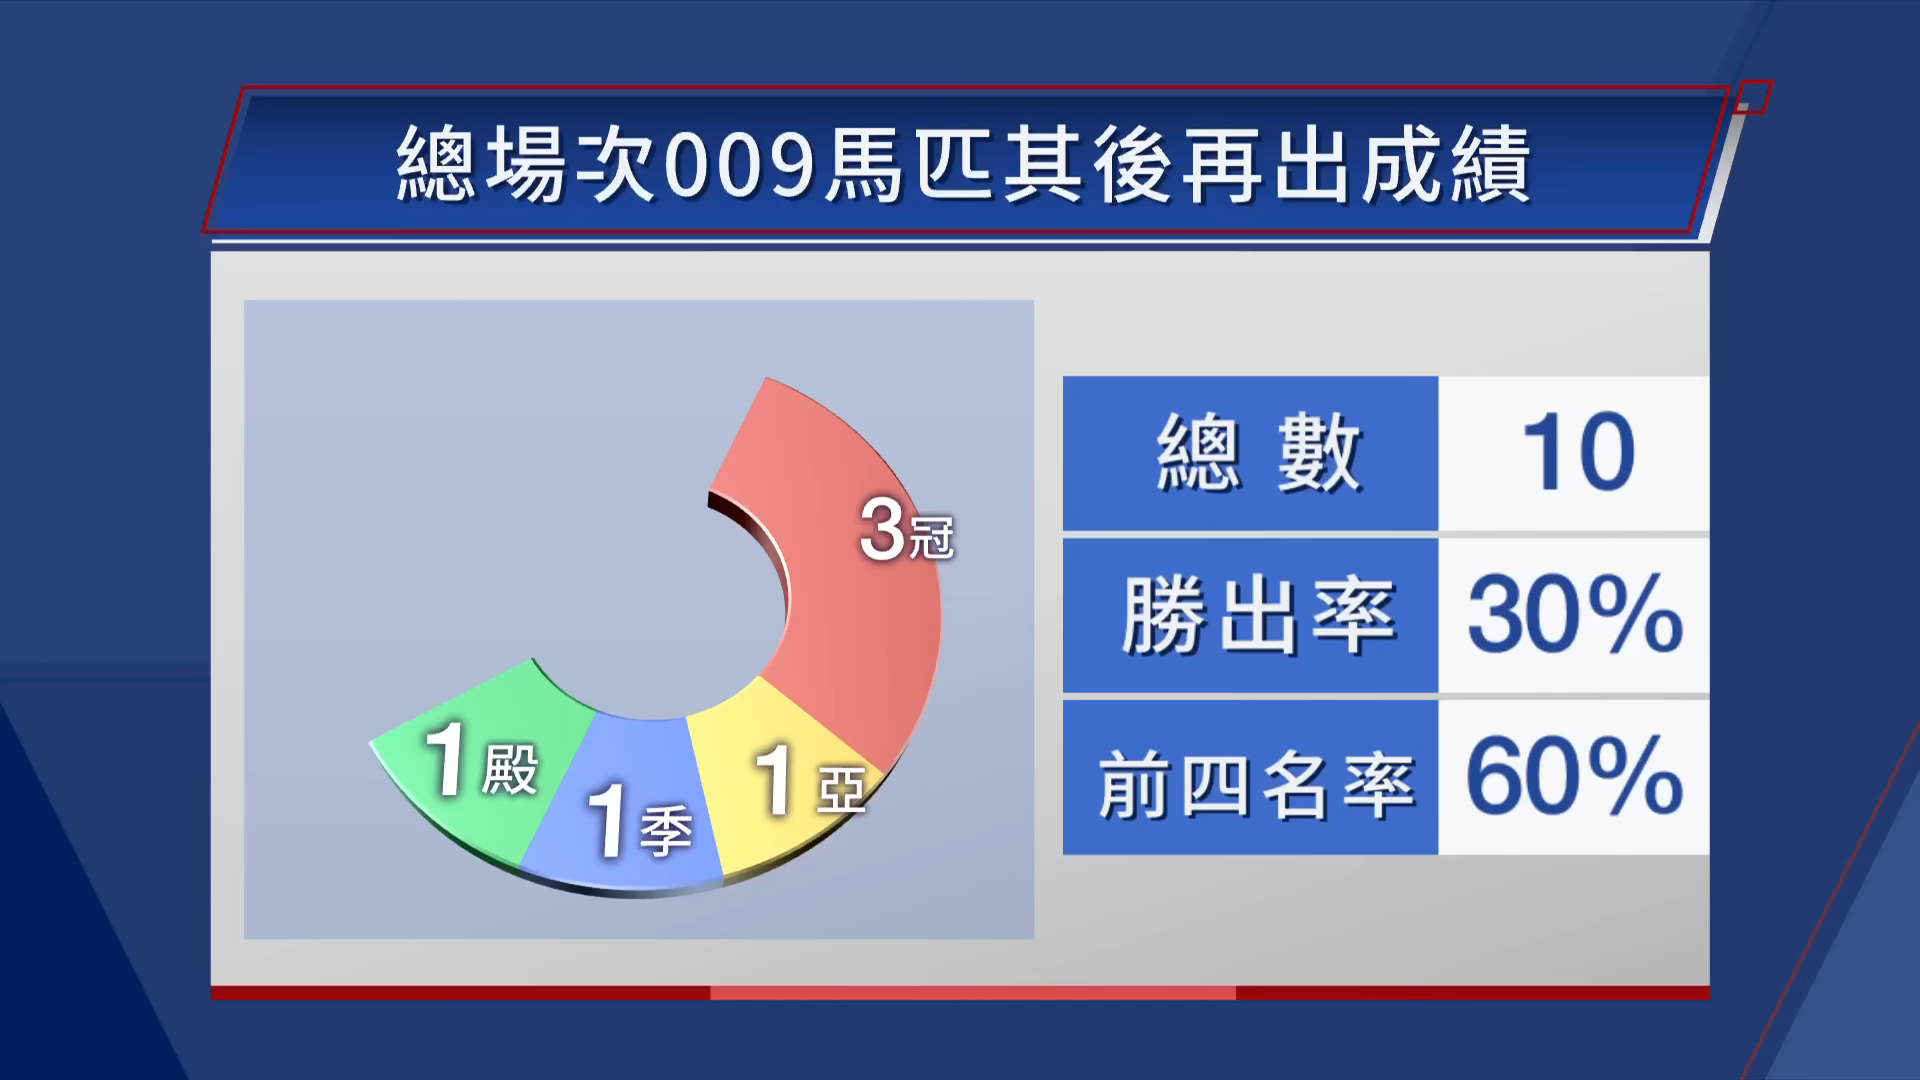 總場次009馬匹其後再出成績
3冠
1亞
1季
1殿
總數 10
勝出率 30%
前四名率 60%